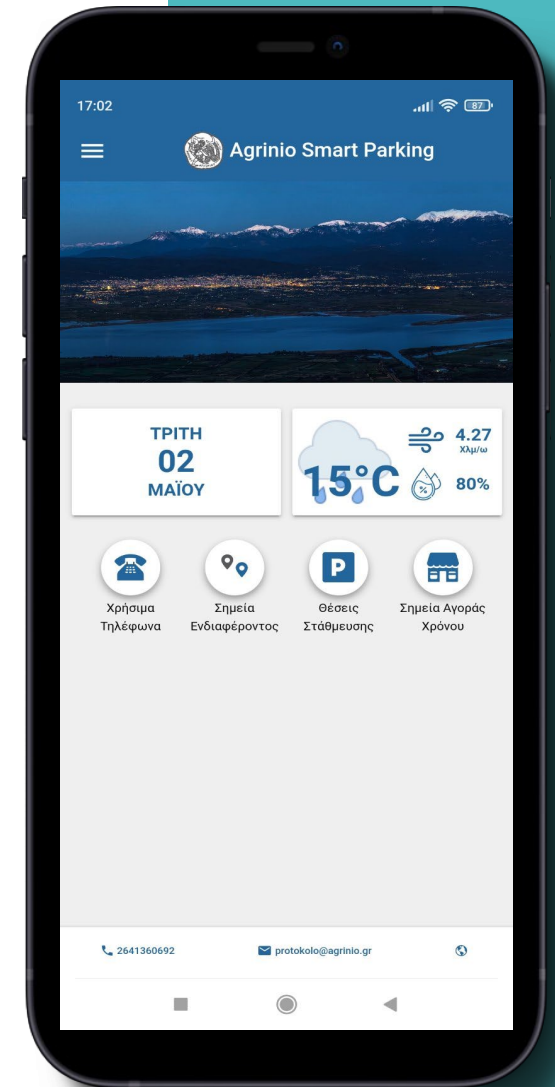 17:02
87
Agrinio Smart Parking
ΤΡΙΤΗ
02
ΜΑΪΟΥ
15°C
4.27
Χλμ/ω
%
80%
Χρήσιμα
Τηλέφωνα
Σημεία
Ενδιαφέροντος
P
Θέσεις
Στάθμευσης
Σημεία Αγοράς
Χρόνου
2641360692
protokolo@agrinio.gr